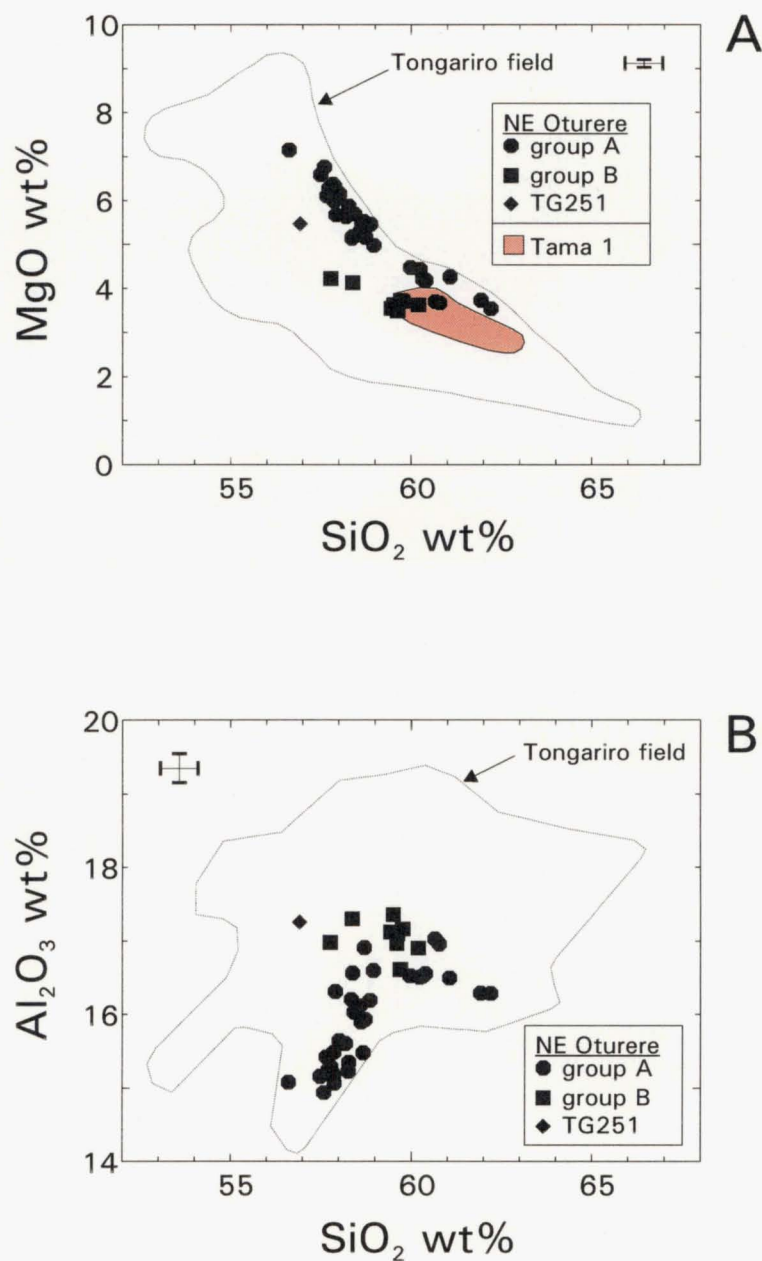 A
10
8
6
4
2
0
MgO wt%
Tongariro field
NE Oturere
group A
group B
TG251
Tama 1
55 60 65
SiO₂ wt%
B
20
18
16
14
Al₂O₃ wt%
Tongariro field
NE Oturere
group A
group B
TG251
55 60 65
SiO₂ wt%